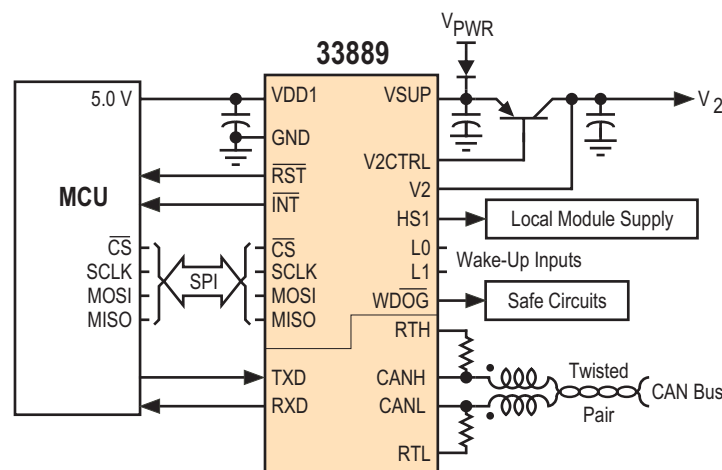 VPWR
33889
5.0 V
VDD1
VSUP
V2
GND
V2CTRL
RST
V2
MCU
INT
HS1
Local Module Supply
CS
CS
L0
SCLK
SPI
SCLK
L1
Wake-Up Inputs
MOSI
MOSI
WDOG
Safe Circuits
MISO
MISO
RTH
TXD
CANH
Twisted
CAN Bus
RXD
CANL
Pair
RTL